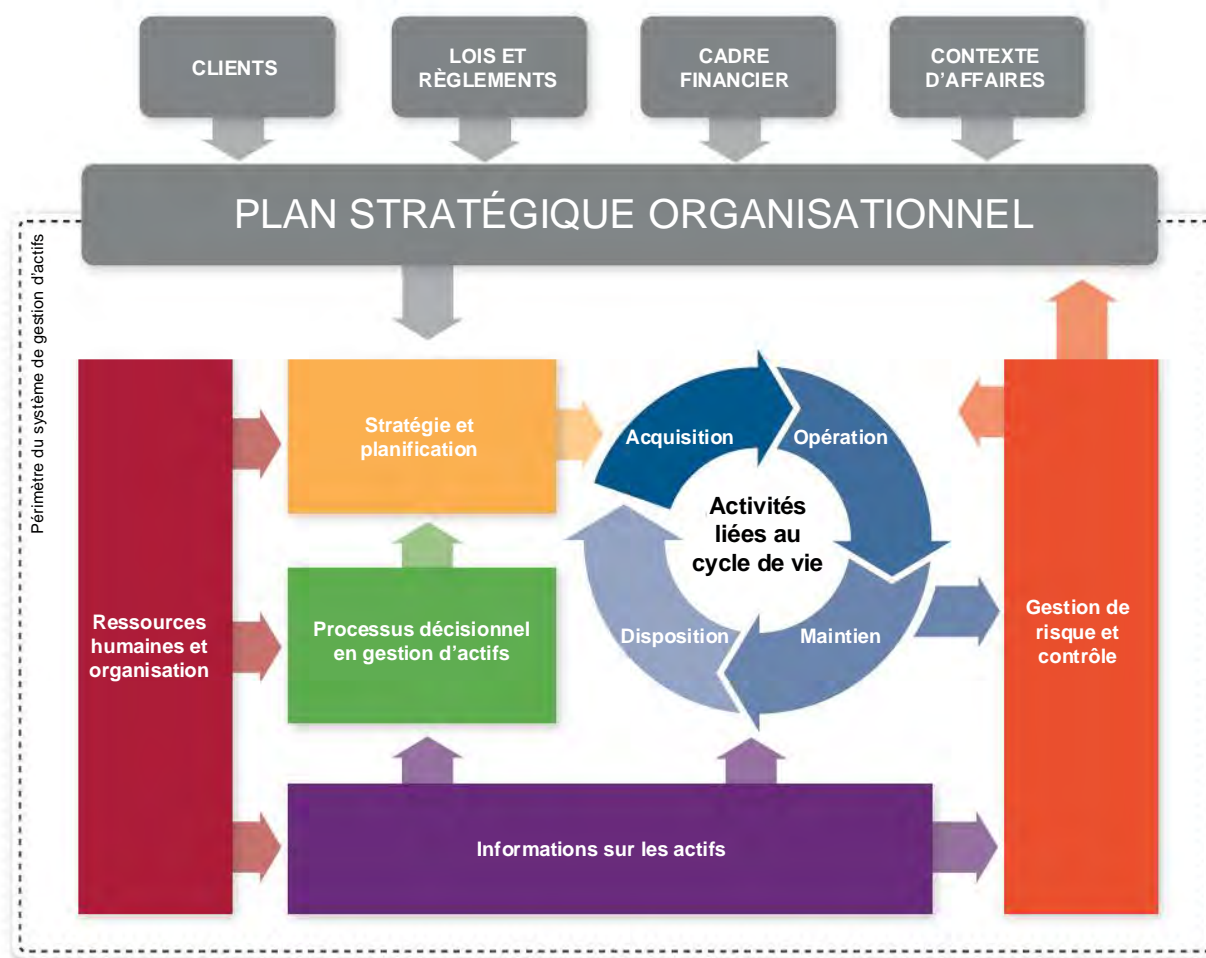 CLIENTS
LOIS ET
RÈGLEMENTS
CADRE
FINANCIER
CONTEXTE
D'AFFAIRES
PLAN STRATÉGIQUE ORGANISATIONNEL
Périmètre du système de gestion d'actifs
Stratégie et
planification
Acquisition
Opération
Activités
liées au
cycle de vie
Ressources
humaines et
organisation
Processus décisionnel
en gestion d'actifs
Disposition
Maintien
Gestion de
risque et
contrôle
Informations sur les actifs